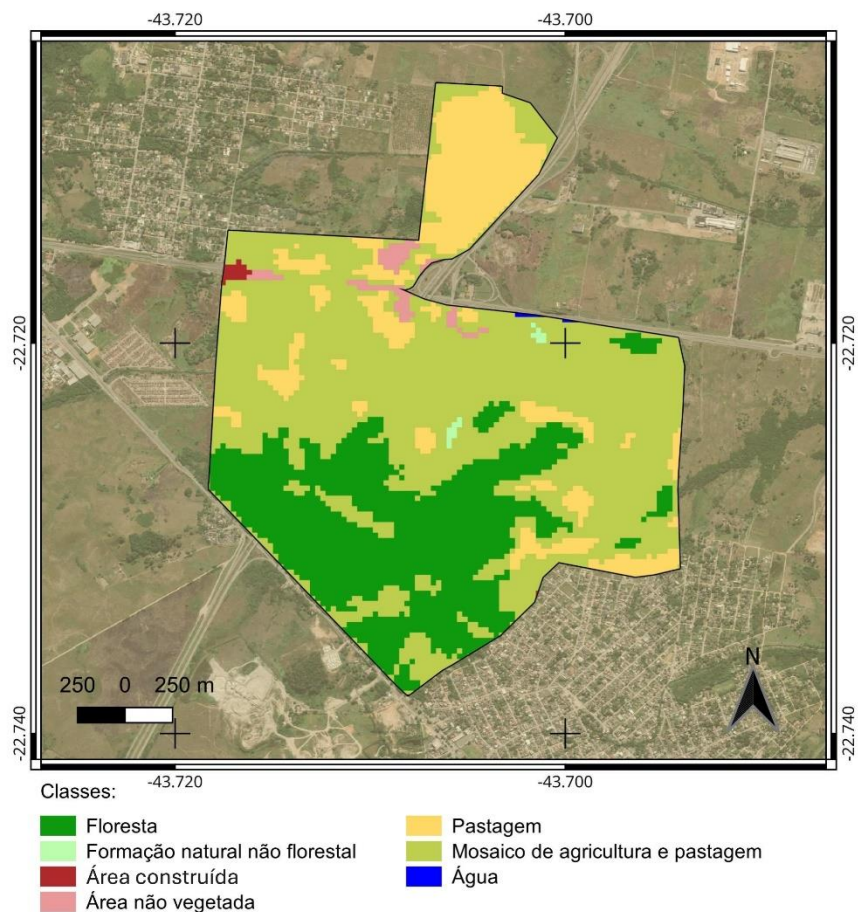 -43.720 -43.700
-22.720 -22.720
250 0 250 m
N
-22.740 -22.740
-43.720 -43.700
Classes:
Floresta
Formação natural não florestal
Área construída
Área não vegetada
Pastagem
Mosaico de agricultura e pastagem
Água